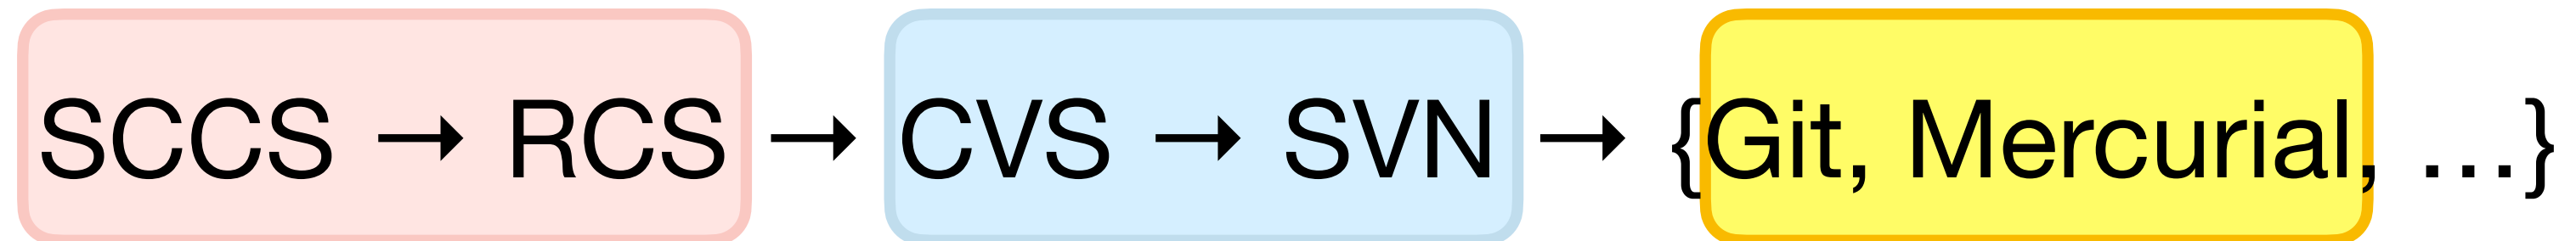 SCCS → RCS → CVS → SVN → {Git, Mercurial, ...}